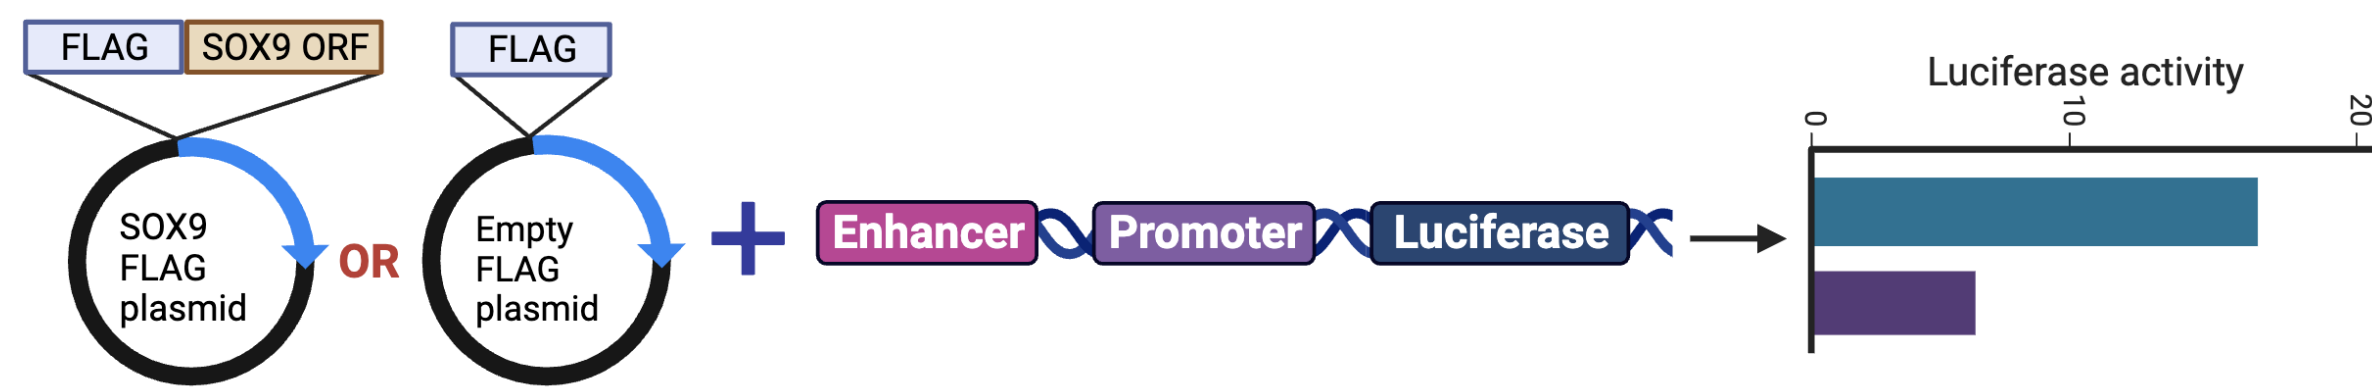 FLAG SOX9 ORF
FLAG
SOX9
FLAG
plasmid
OR
Empty
FLAG
plasmid
+
Enhancer Promoter Luciferase
Luciferase activity
0 10 20